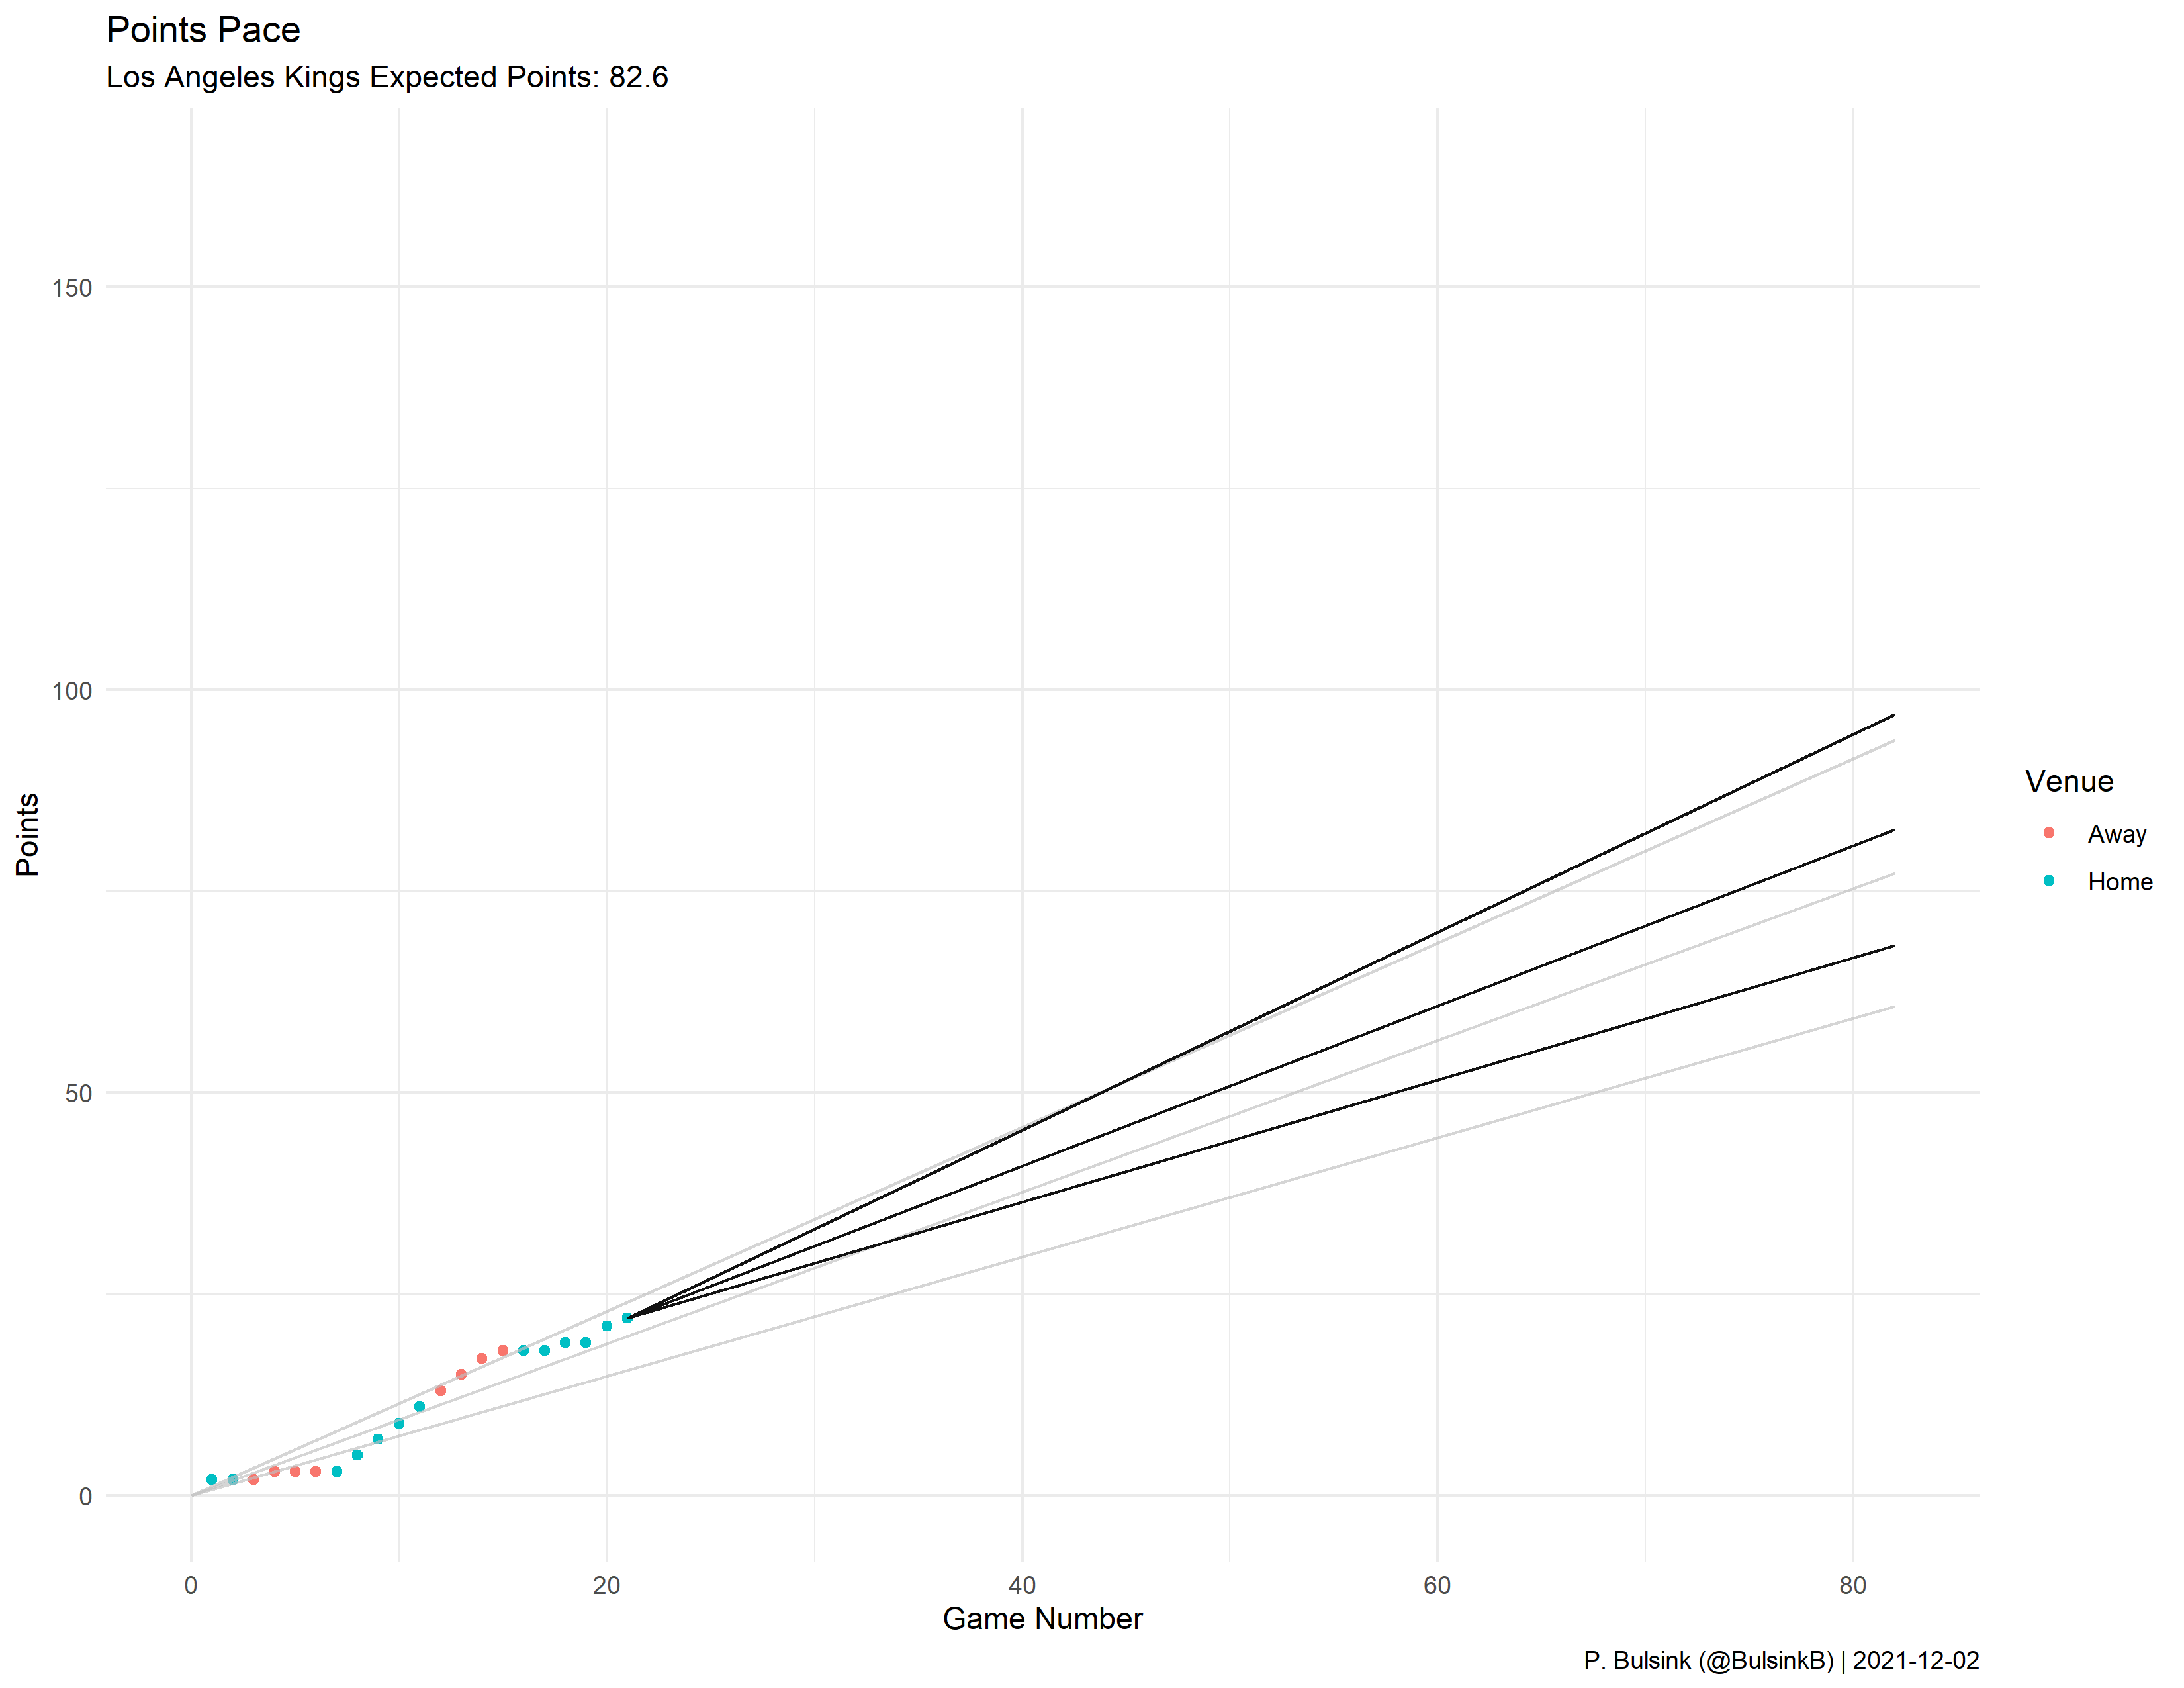 Points Pace
Los Angeles Kings Expected Points: 82.6
150
100
50
0
Points
0 20 40 60 80
Game Number
Venue
Away
Home
P. Bulsink (@BulsinkB) | 2021-12-02